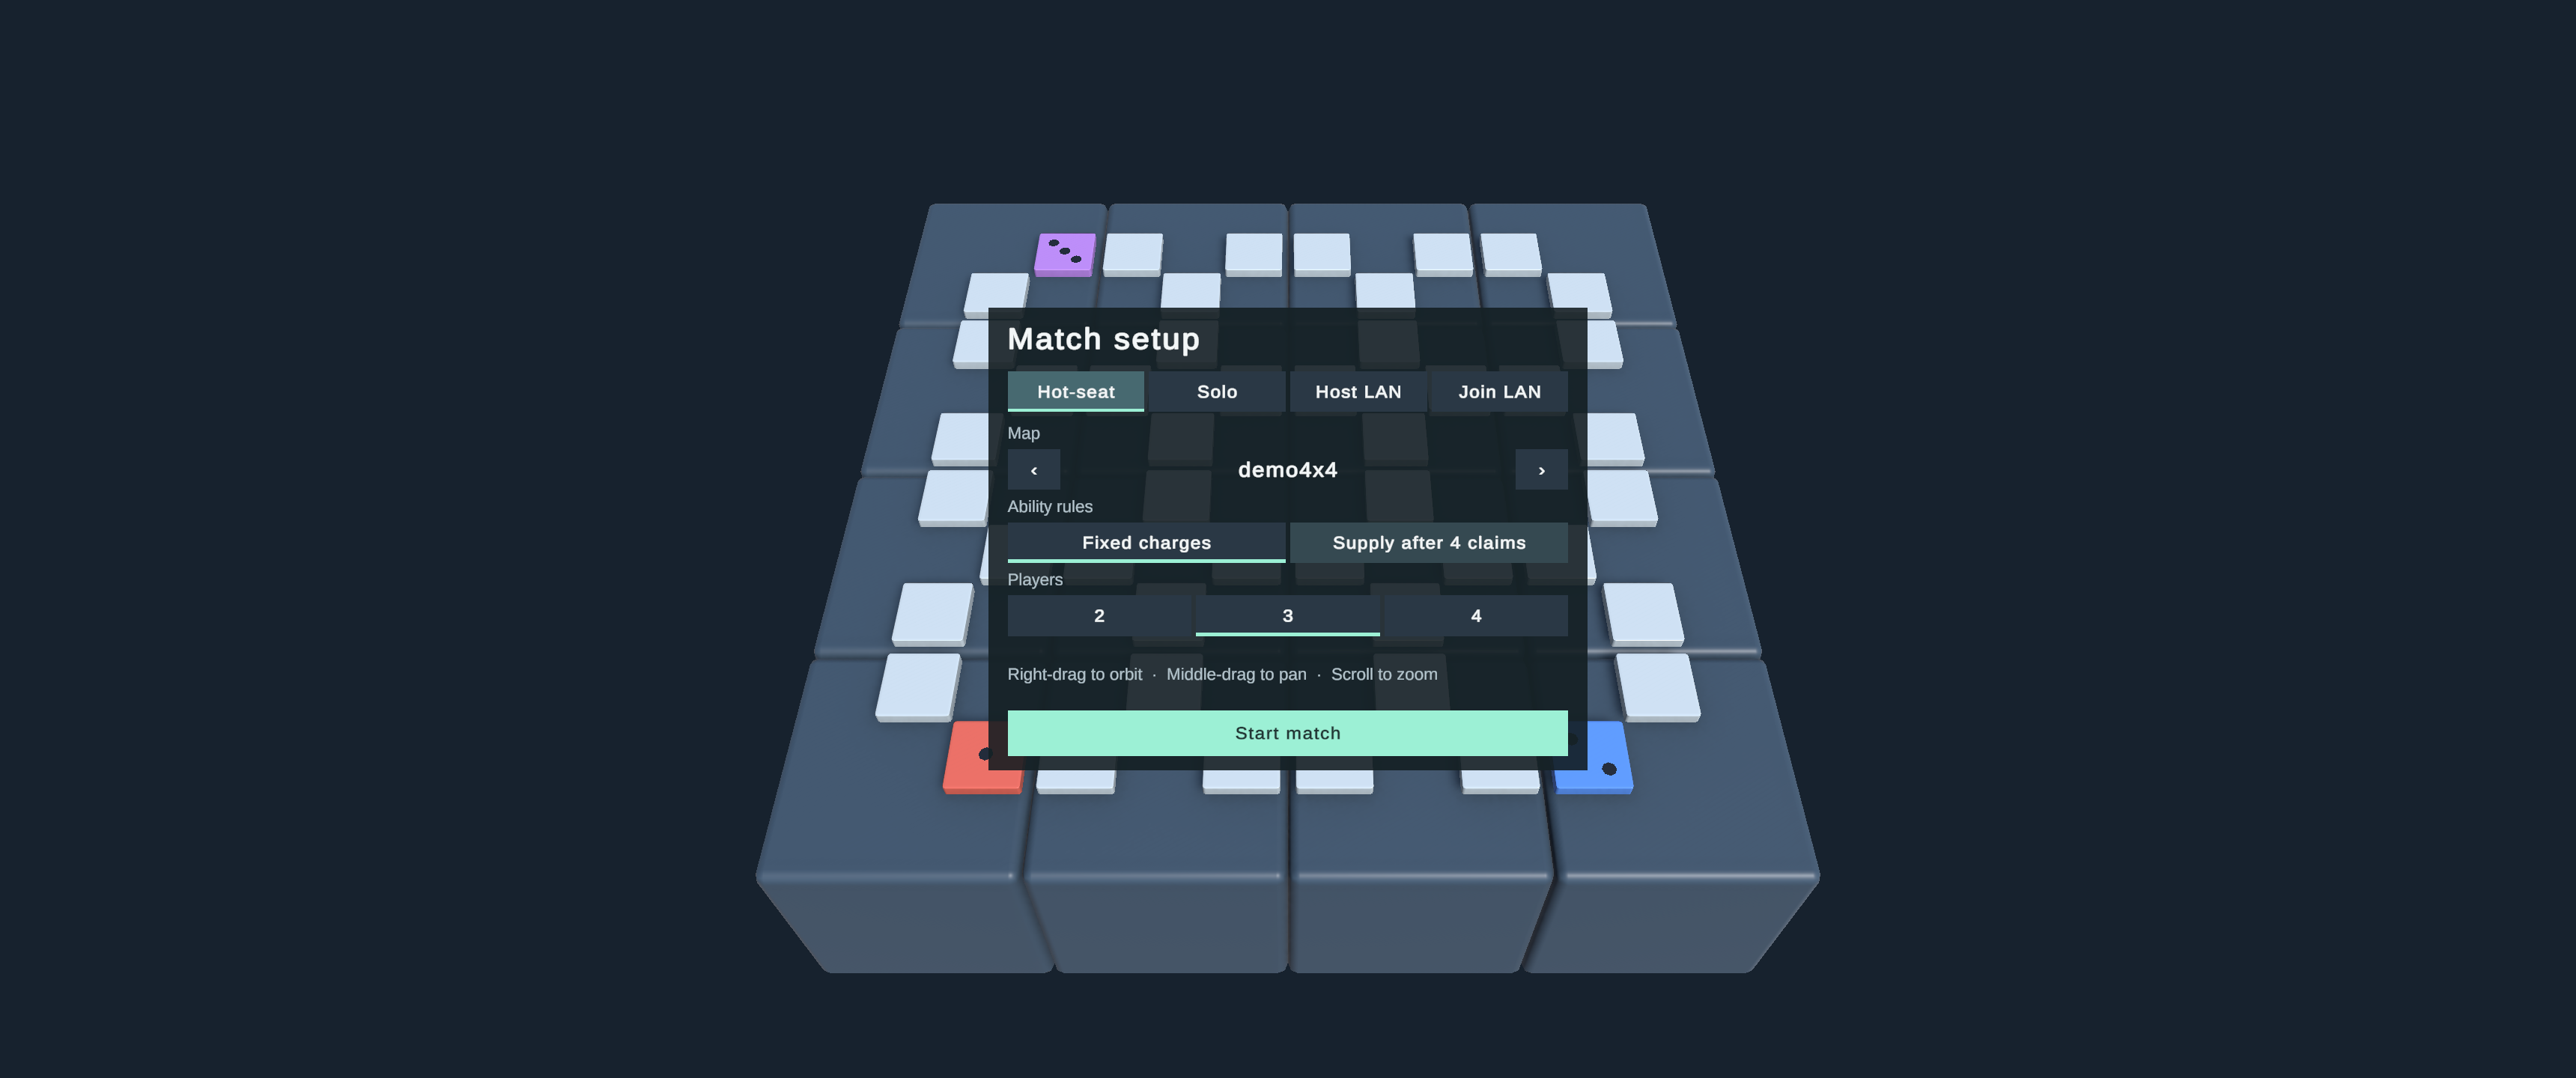 Match setup
Hot-seat Solo Host LAN Join LAN
Map
‹ demo4x4 ›
Ability rules
Fixed charges Supply after 4 claims
Players
2 3 4
Right-drag to orbit · Middle-drag to pan · Scroll to zoom
Start match